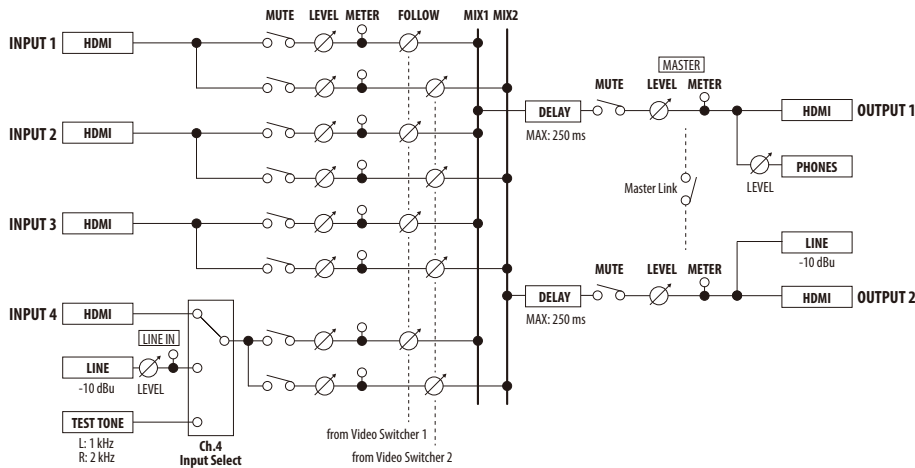 MUTE LEVEL METER FOLLOW MIX1 MIX2
INPUT 1 HDMI
MASTER
MUTE LEVEL METER
DELAY HDMI OUTPUT 1
MAX: 250 ms
INPUT 2 HDMI
PHONES
LEVEL
Master Link
INPUT 3 HDMI
LINE
-10 dBu
MUTE LEVEL METER
DELAY HDMI OUTPUT 2
MAX: 250 ms
INPUT 4 HDMI
LINE IN
LINE
-10 dBu LEVEL
TEST TONE
L: 1 kHz
R: 2 kHz
Ch.4
Input Select
from Video Switcher 1
from Video Switcher 2